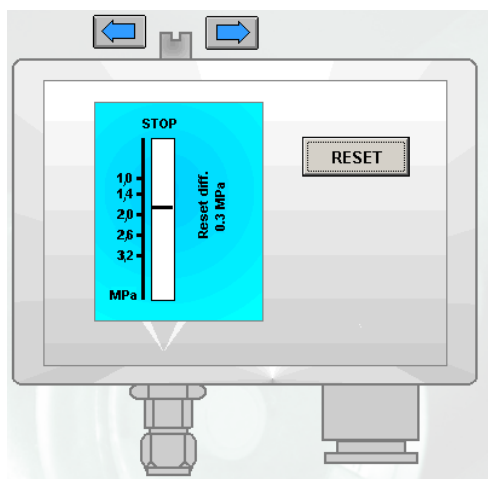 STOP
1,0
1,4
2,0
2,6
3,2
MPa
Reset diff.
0.3 MPa
RESET